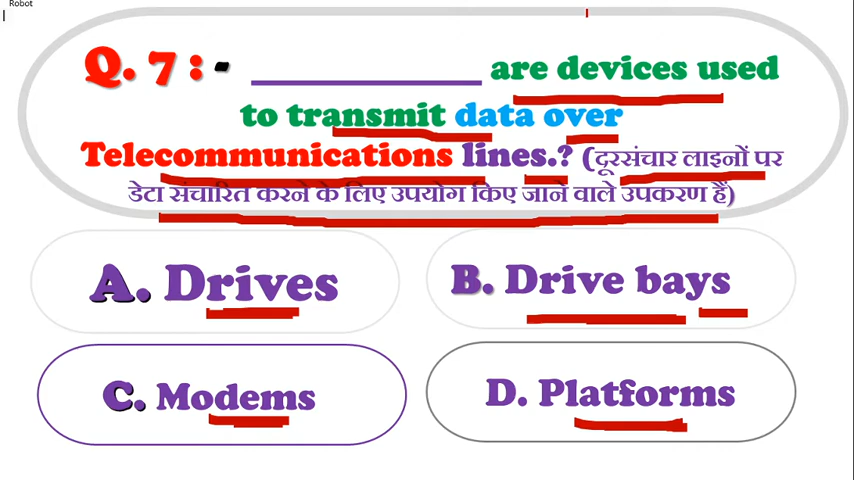 Robot
Q. 7 :- __________ are devices used
to transmit data over
Telecommunications lines.? (दूरसंचार लाइनों पर
डेटा संचारित करने के लिए उपयोग किए जाने वाले उपकरण हैं)
A. Drives
B. Drive bays
C. Modems
D. Platforms